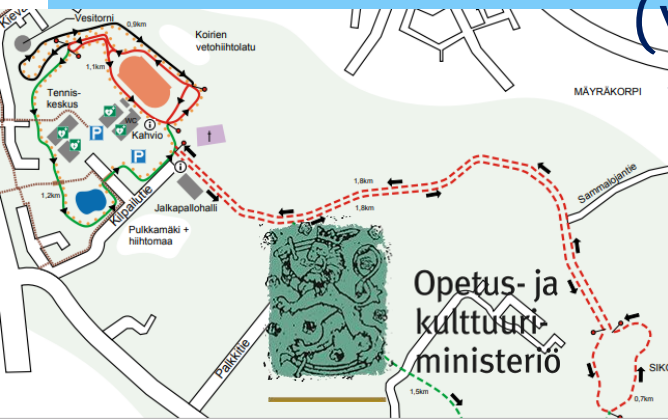 (
Vesitorni
0,9km
Koirien
vetohiihtolatu
1,1km
MÄYRÄKORPI
Tennis-
keskus
WC
P
i
Kahvio
P
i
1,8km
1,8km
Sammalojantie
1,2km
Kilpailutie
Jalkapallohalli
Pulkkamäki +
hiihtomaa
Opetus- ja
kulttuuri-
ministeriö
Palkkitie
1,5km
0,7km